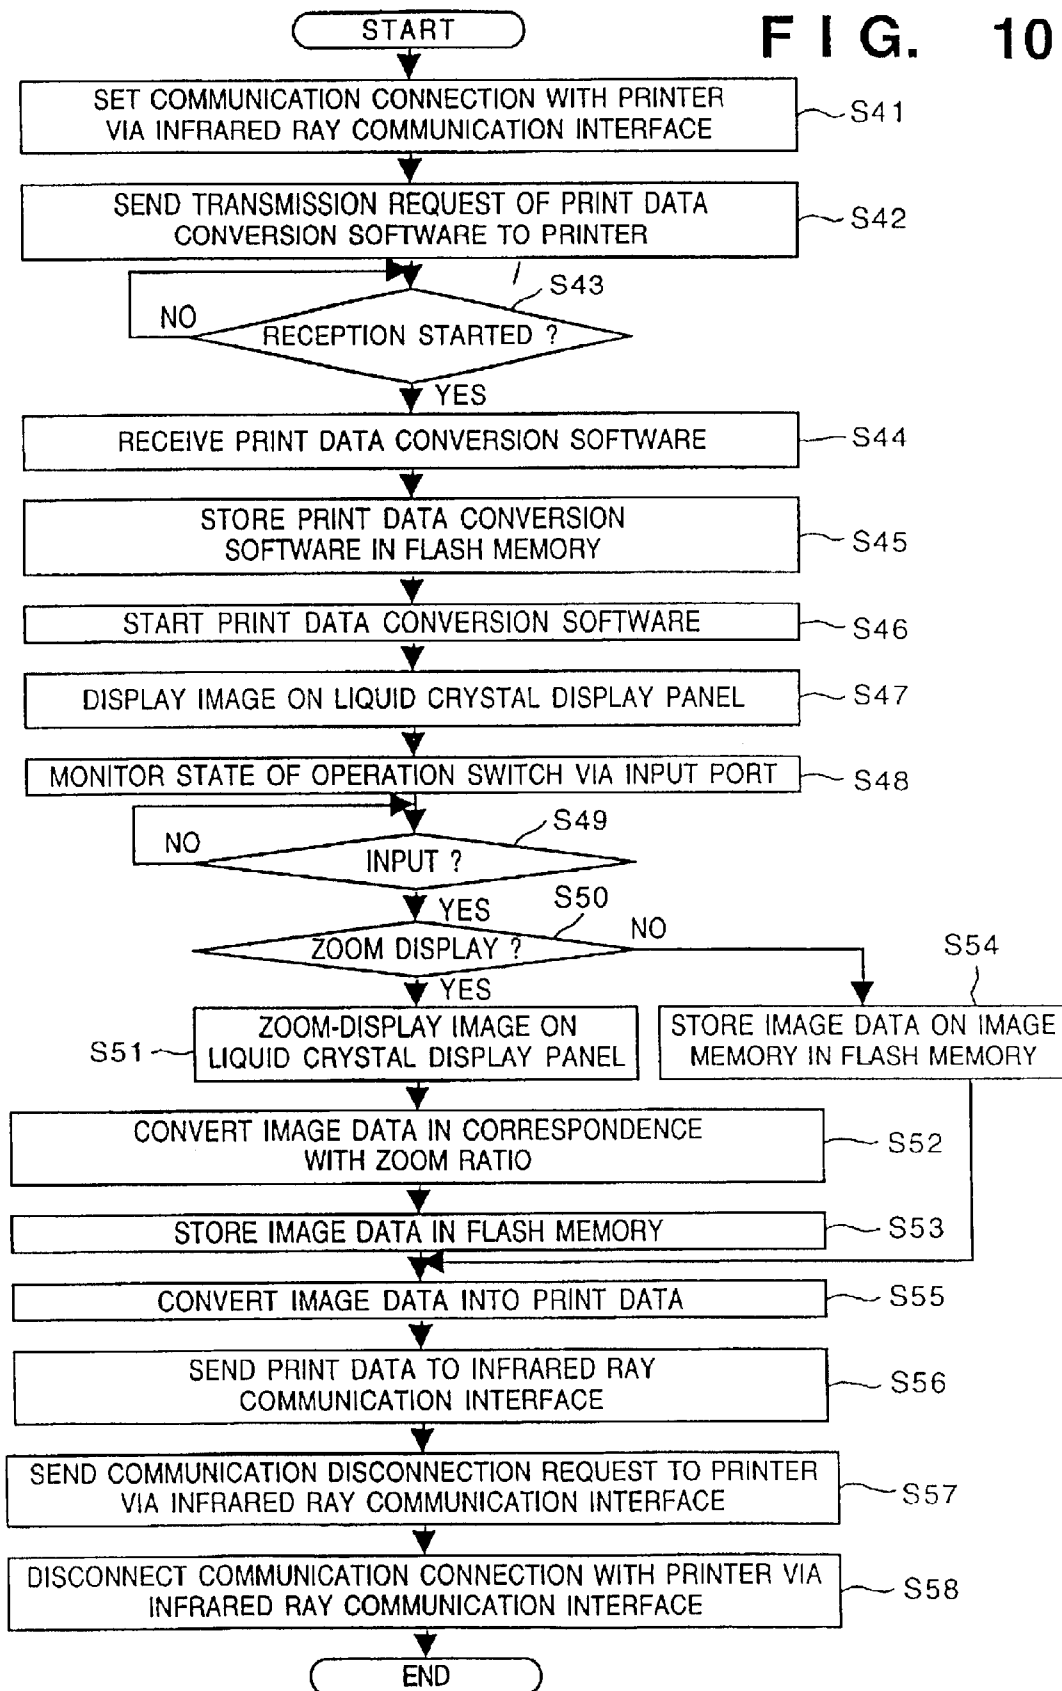 START
F I G. 10
SET COMMUNICATION CONNECTION WITH PRINTER
VIA INFRARED RAY COMMUNICATION INTERFACE
S41
SEND TRANSMISSION REQUEST OF PRINT DATA
CONVERSION SOFTWARE TO PRINTER
S42
S43
NO
RECEPTION STARTED ?
YES
RECEIVE PRINT DATA CONVERSION SOFTWARE
S44
STORE PRINT DATA CONVERSION
SOFTWARE IN FLASH MEMORY
S45
START PRINT DATA CONVERSION SOFTWARE
S46
DISPLAY IMAGE ON LIQUID CRYSTAL DISPLAY PANEL
S47
MONITOR STATE OF OPERATION SWITCH VIA INPUT PORT
S48
S49
NO
INPUT ?
YES
S50
ZOOM DISPLAY ?
NO
YES
S54
S51
ZOOM-DISPLAY IMAGE ON
LIQUID CRYSTAL DISPLAY PANEL
STORE IMAGE DATA ON IMAGE
MEMORY IN FLASH MEMORY
CONVERT IMAGE DATA IN CORRESPONDENCE
WITH ZOOM RATIO
S52
STORE IMAGE DATA IN FLASH MEMORY
S53
CONVERT IMAGE DATA INTO PRINT DATA
S55
SEND PRINT DATA TO INFRARED RAY
COMMUNICATION INTERFACE
S56
SEND COMMUNICATION DISCONNECTION REQUEST TO PRINTER
VIA INFRARED RAY COMMUNICATION INTERFACE
S57
DISCONNECT COMMUNICATION CONNECTION WITH PRINTER VIA
INFRARED RAY COMMUNICATION INTERFACE
S58
END